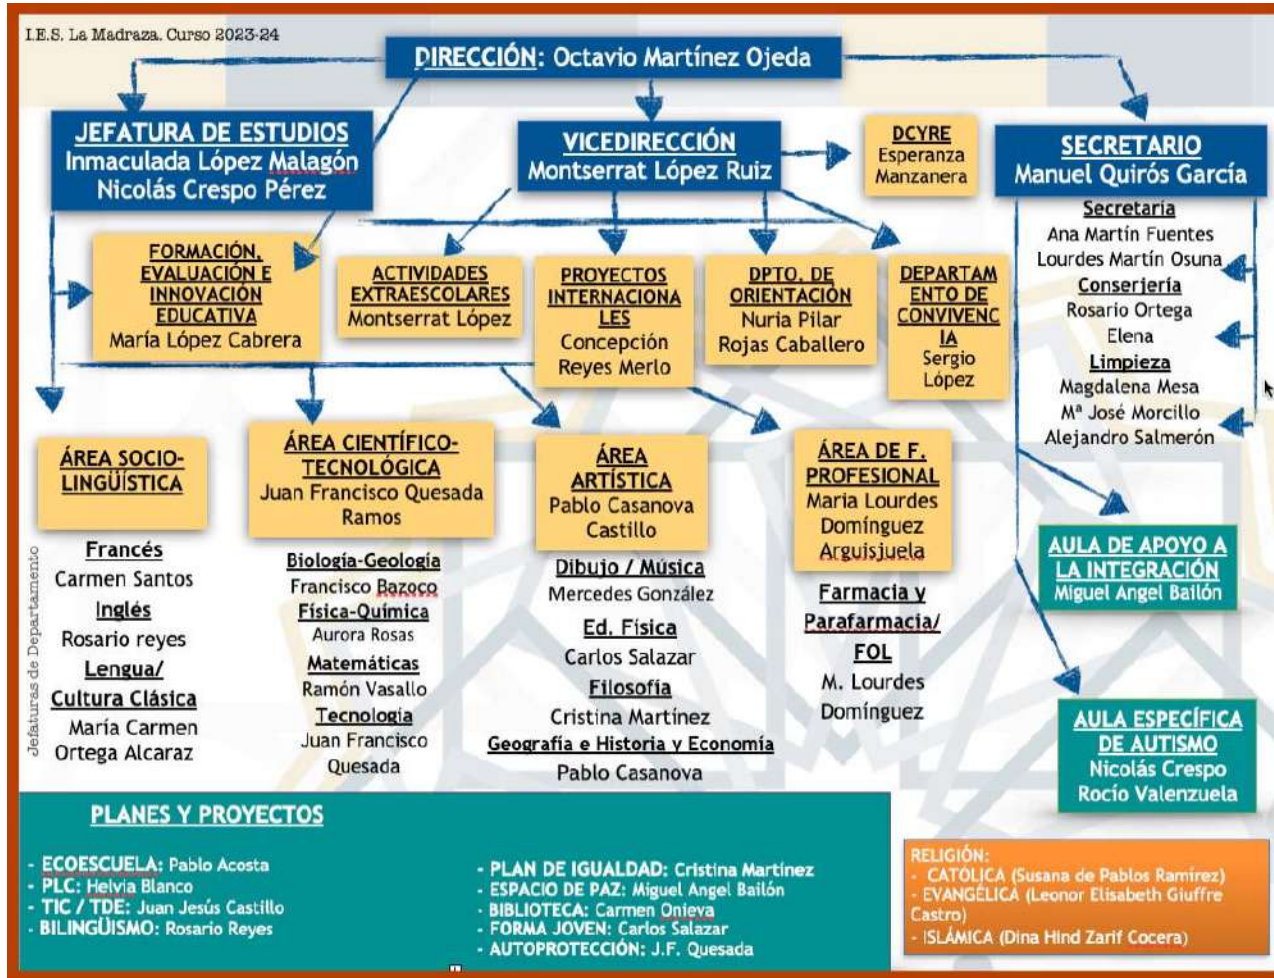 I.E.S. La Madraza. Curso 2023-24
DIRECCIÓN: Octavio Martínez Ojeda
JEFATURA DE ESTUDIOS
Inmaculada López Malagón
Nicolás Crespo Pérez
VICEDIRECCIÓN
Montserrat López Ruiz
DCYRE
Esperanza
Manzanera
SECRETARIO
Manuel Quirós García
Secretaría
Ana Martín Fuentes
Lourdes Martín Osuna
Conserjería
Rosario Ortega
Elena
Limpieza
Magdalena Mesa
Mª José Morcillo
Alejandro Salmerón
FORMACIÓN,
EVALUACIÓN E
INNOVACIÓN
EDUCATIVA
María López Cabrera
ACTIVIDADES
EXTRAESCOLARES
Montserrat López
PROYECTOS
INTERNACIONA
LES
Concepción
Reyes Merlo
DPTO. DE
ORIENTACIÓN
Nuria Pilar
Rojas Caballero
DEPARTAM
ENTO DE
CONVIVENC
IA
Sergio
López
ÁREA SOCIO-
LINGÜÍSTICA
ÁREA CIENTÍFICO-
TECNOLÓGICA
Juan Francisco Quesada
Ramos
ÁREA
ARTÍSTICA
Pablo Casanova
Castillo
ÁREA DE F.
PROFESIONAL
Maria Lourdes
Domínguez
Arguisjuela
Jefaturas de Departamento
Francés
Carmen Santos
Inglés
Rosario reyes
Lengua/
Cultura Clásica
María Carmen
Ortega Alcaraz
Biología-Geología
Francisco Bazoco
Física-Química
Aurora Rosas
Matemáticas
Ramón Vasallo
Tecnología
Juan Francisco
Quesada
Dibujo / Música
Mercedes González
Ed. Física
Carlos Salazar
Filosofía
Cristina Martínez
Geografía e Historia y Economía
Pablo Casanova
Farmacia y
Parafarmacia/
FOL
M. Lourdes
Domínguez
AULA DE APOYO A
LA INTEGRACIÓN
Miguel Angel Bailón
AULA ESPECÍFICA
DE AUTISMO
Nicolás Crespo
Rocío Valenzuela
PLANES Y PROYECTOS
- ECOESCUELA: Pablo Acosta
- PLC: Helvia Blanco
- TIC / TDE: Juan Jesús Castillo
- BILINGÜISMO: Rosario Reyes
- PLAN DE IGUALDAD: Cristina Martínez
- ESPACIO DE PAZ: Miguel Angel Bailón
- BIBLIOTECA: Carmen Onieva
- FORMA JOVEN: Carlos Salazar
- AUTOPROTECCIÓN: J.F. Quesada
RELIGIÓN:
- CATÓLICA (Susana de Pablos Ramírez)
- EVANGÉLICA (Leonor Elisabeth Giuffre
Castro)
- ISLÁMICA (Dina Hind Zarif Cocera)